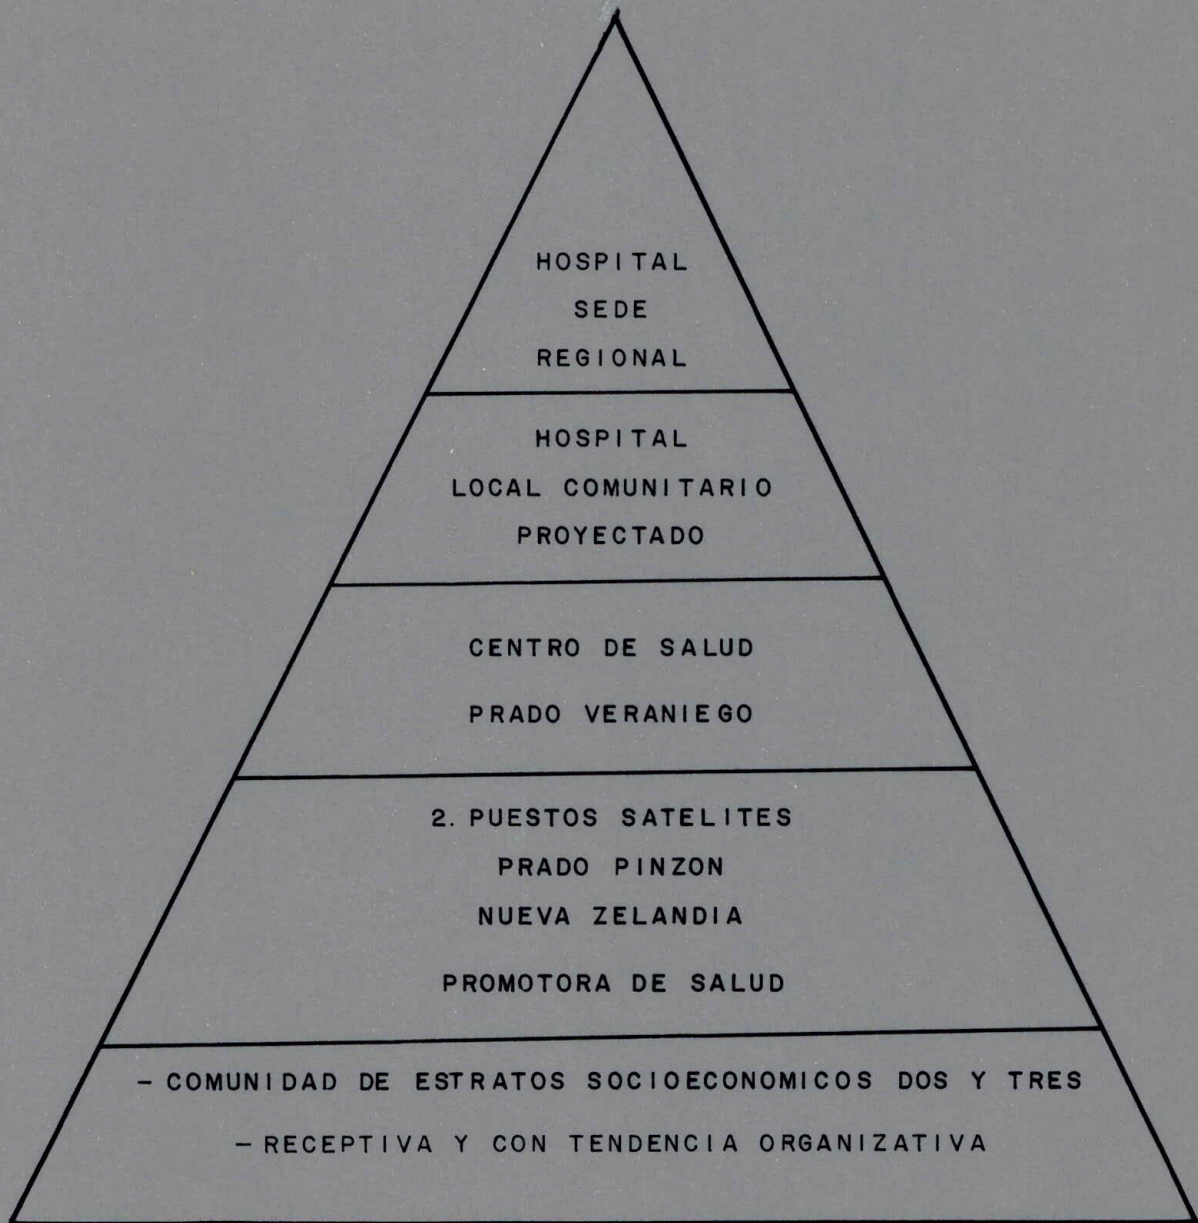 HOSPITAL
SEDE
REGIONAL
HOSPITAL
LOCAL COMUNITARIO
PROYECTADO
CENTRO DE SALUD
PRADO VERANIEGO
2. PUESTOS SATELITES
PRADO PINZON
NUEVA ZELANDIA
PROMOTORA DE SALUD
- COMUNIDAD DE ESTRATOS SOCIOECONOMICOS DOS Y TRES
- RECEPTIVA Y CON TENDENCIA ORGANIZATIVA